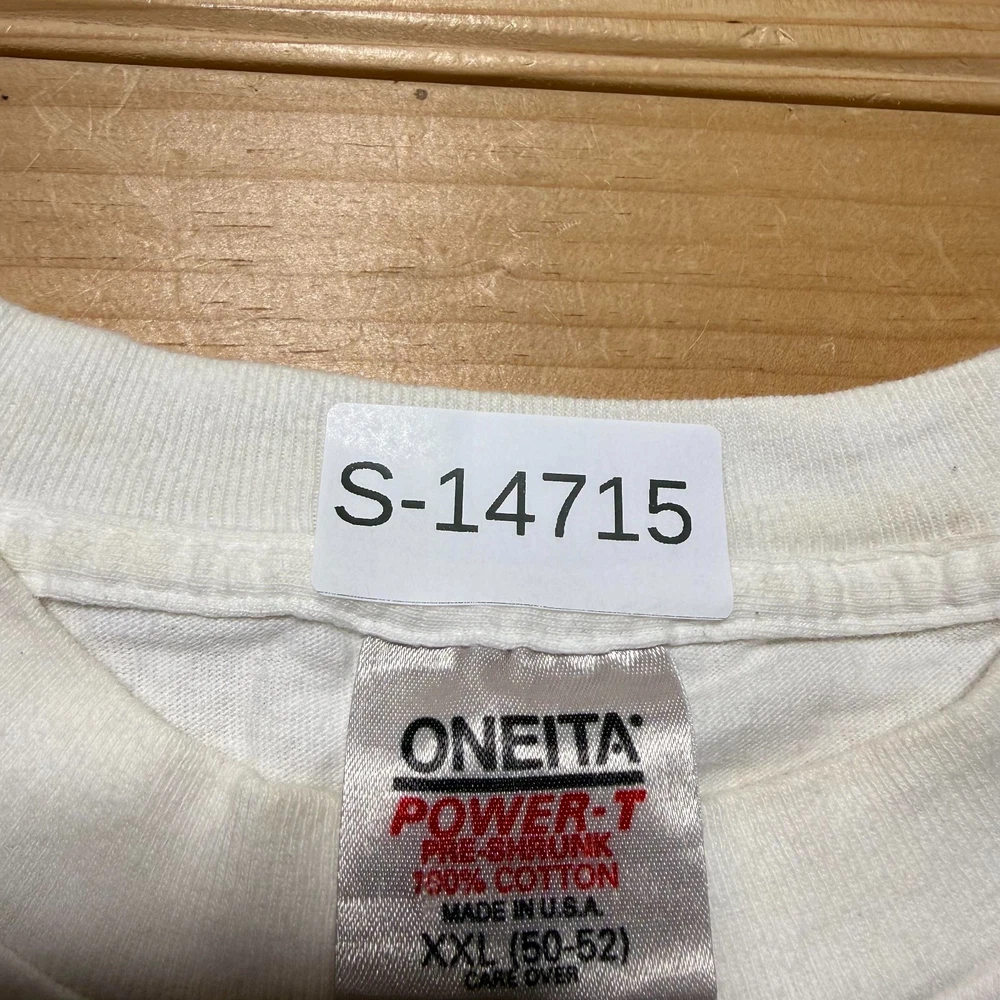 S-14715
ONEITA
POWER-T
PRE-SHRUNK
100% COTTON
MADE IN U.S.A.
XXL (50-52)
CARE OVER